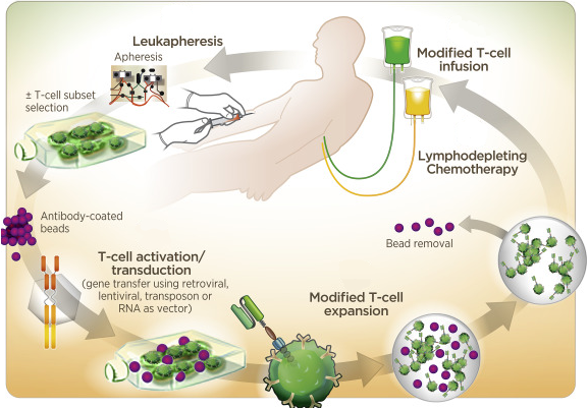 Leukapheresis
Apheresis
± T-cell subset
selection
Modified T-cell
infusion
Lymphodepleting
Chemotherapy
Antibody-coated
beads
T-cell activation/
transduction
(gene transfer using retroviral,
lentiviral, transposon or
RNA as vector)
Bead removal
Modified T-cell
expansion